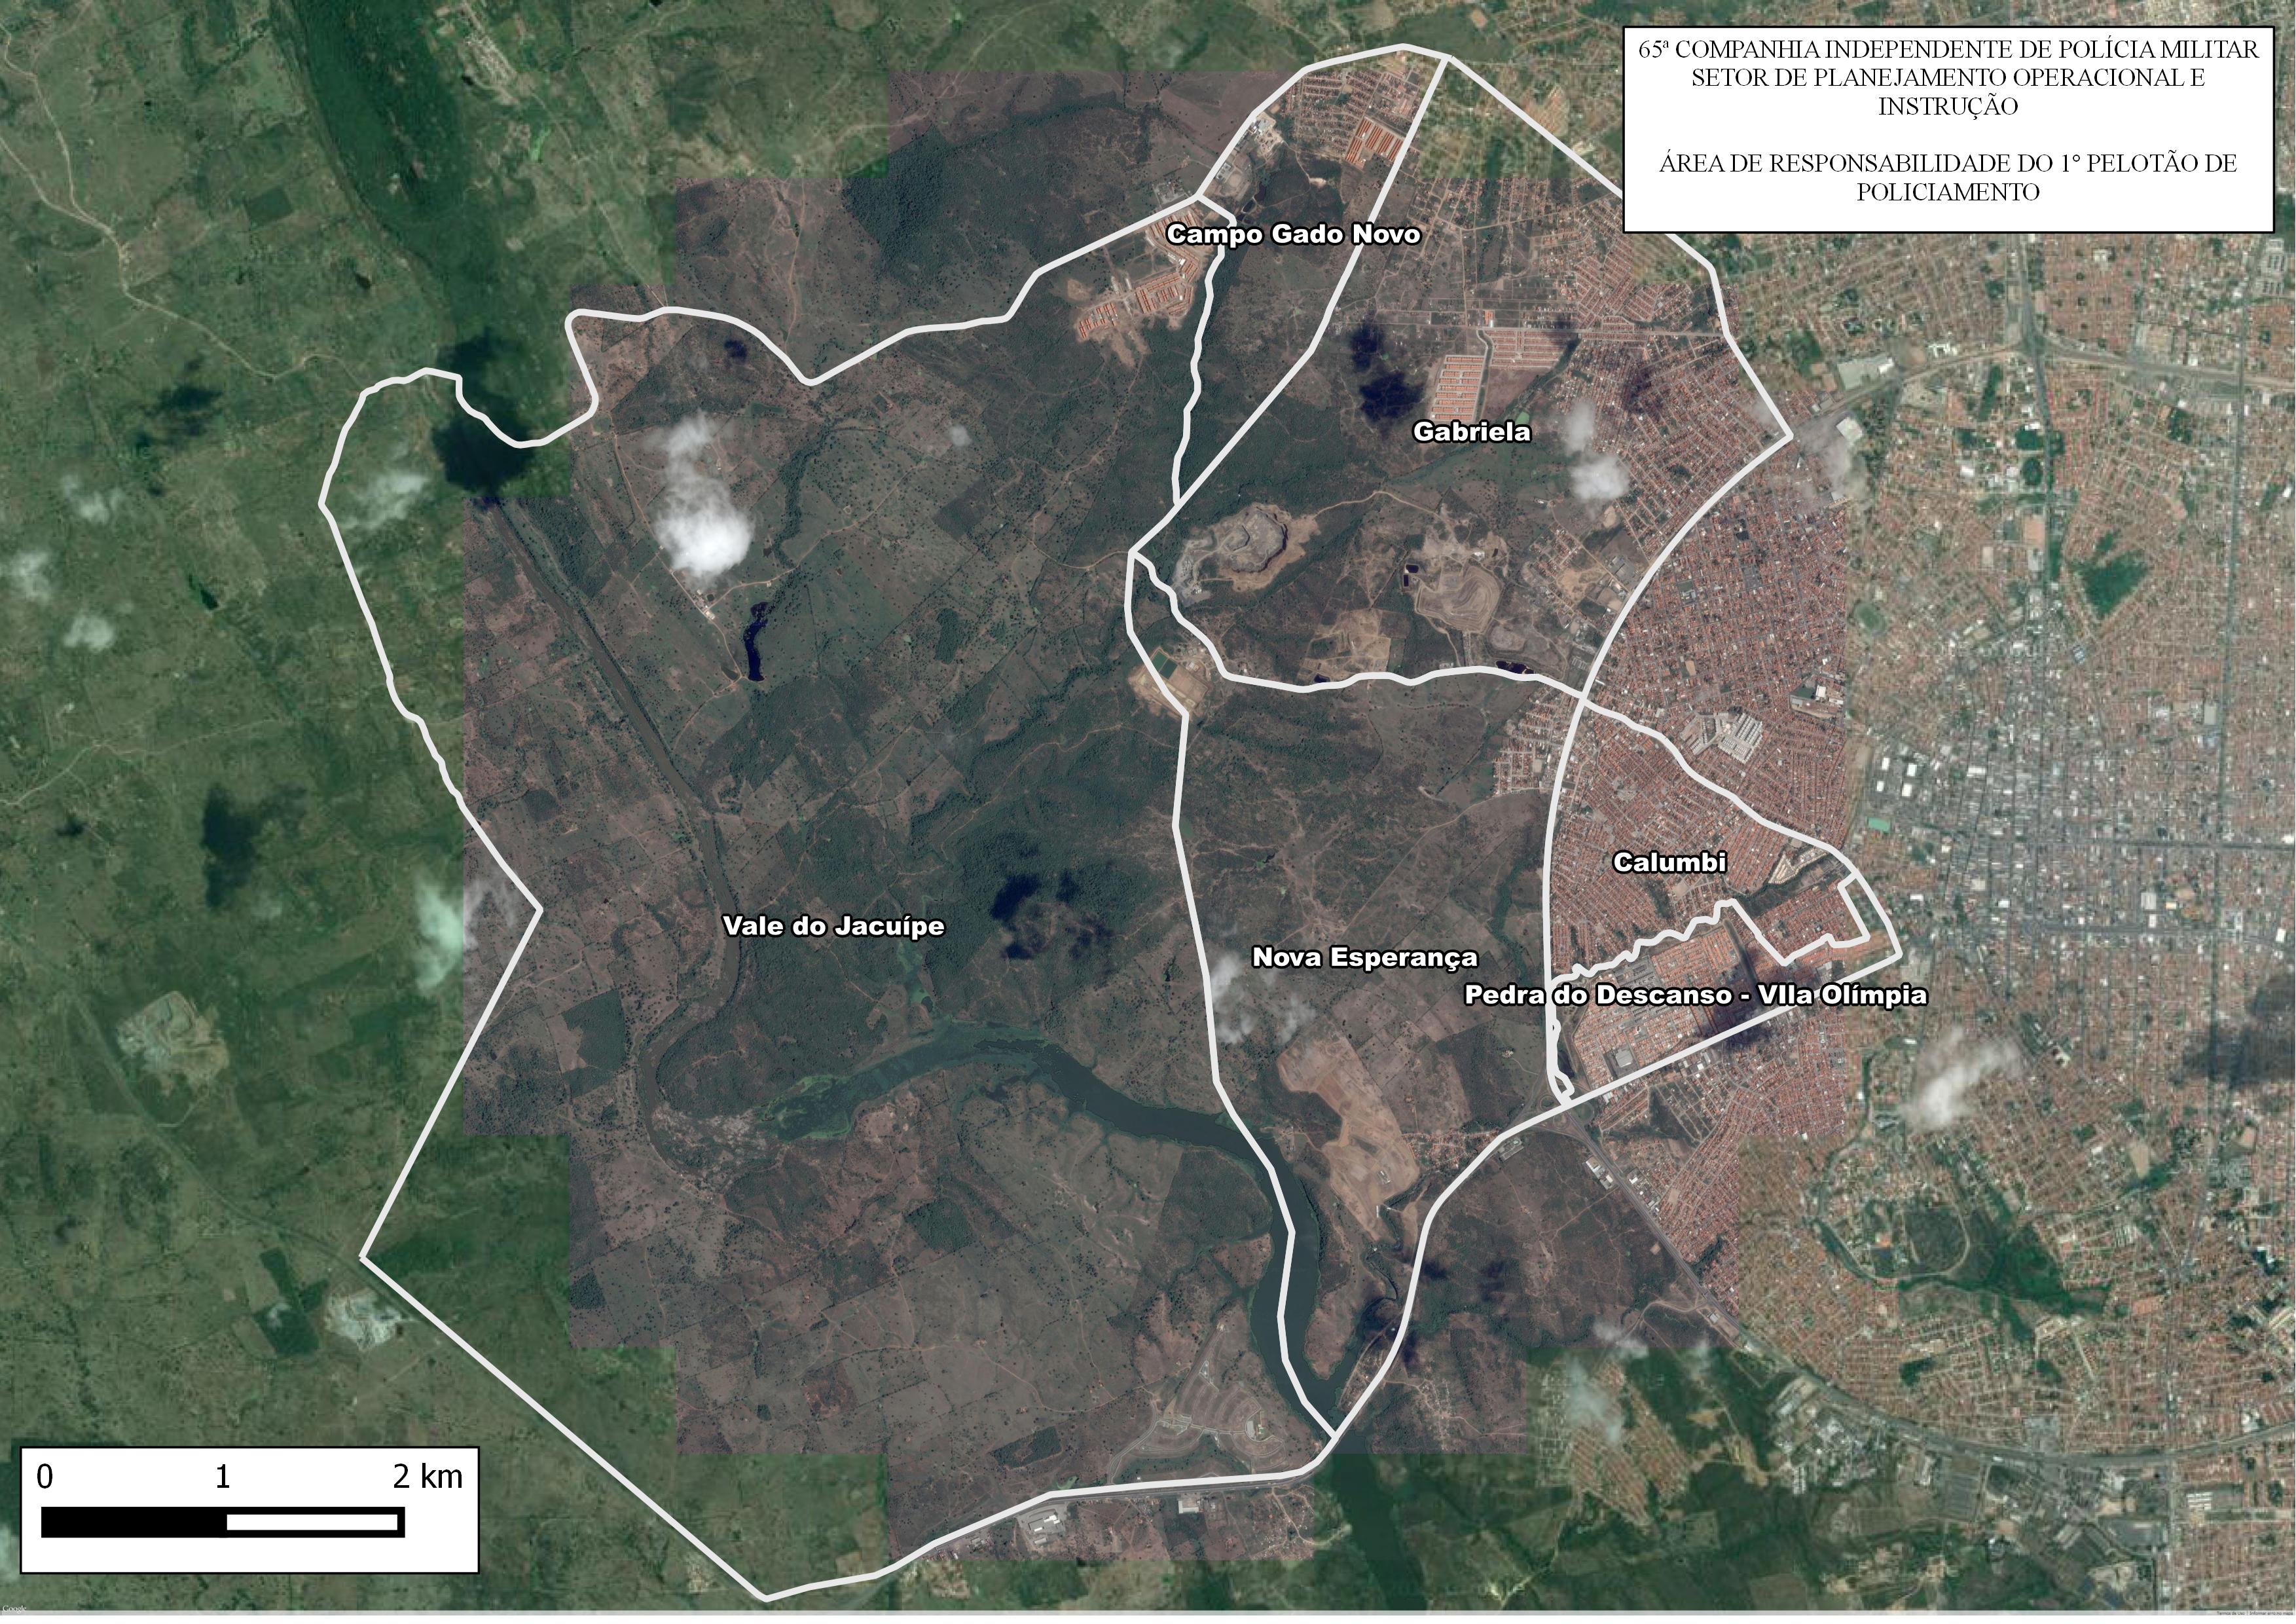 65ª COMPANHIA INDEPENDENTE DE POLÍCIA MILITAR
SETOR DE PLANEJAMENTO OPERACIONAL E
INSTRUÇÃO
ÁREA DE RESPONSABILIDADE DO 1° PELOTÃO DE
POLICIAMENTO
Campo Gado Novo
Gabriela
Calumbi
Vale do Jacuípe
Nova Esperança
Pedra do Descanso - VIla Olímpia
0 1 2 km
Google